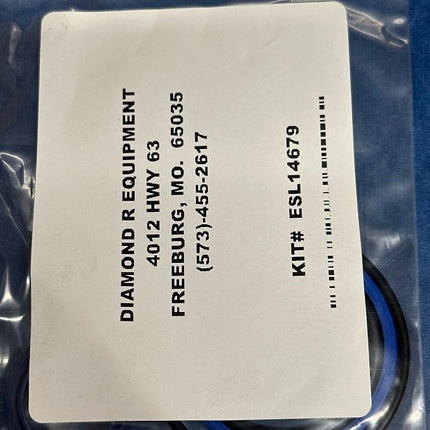 DIAMOND R EQUIPMENT
4012 HWY 63
FREEBURG, MO. 65035
(573)-455-2617
KIT# ESL14679